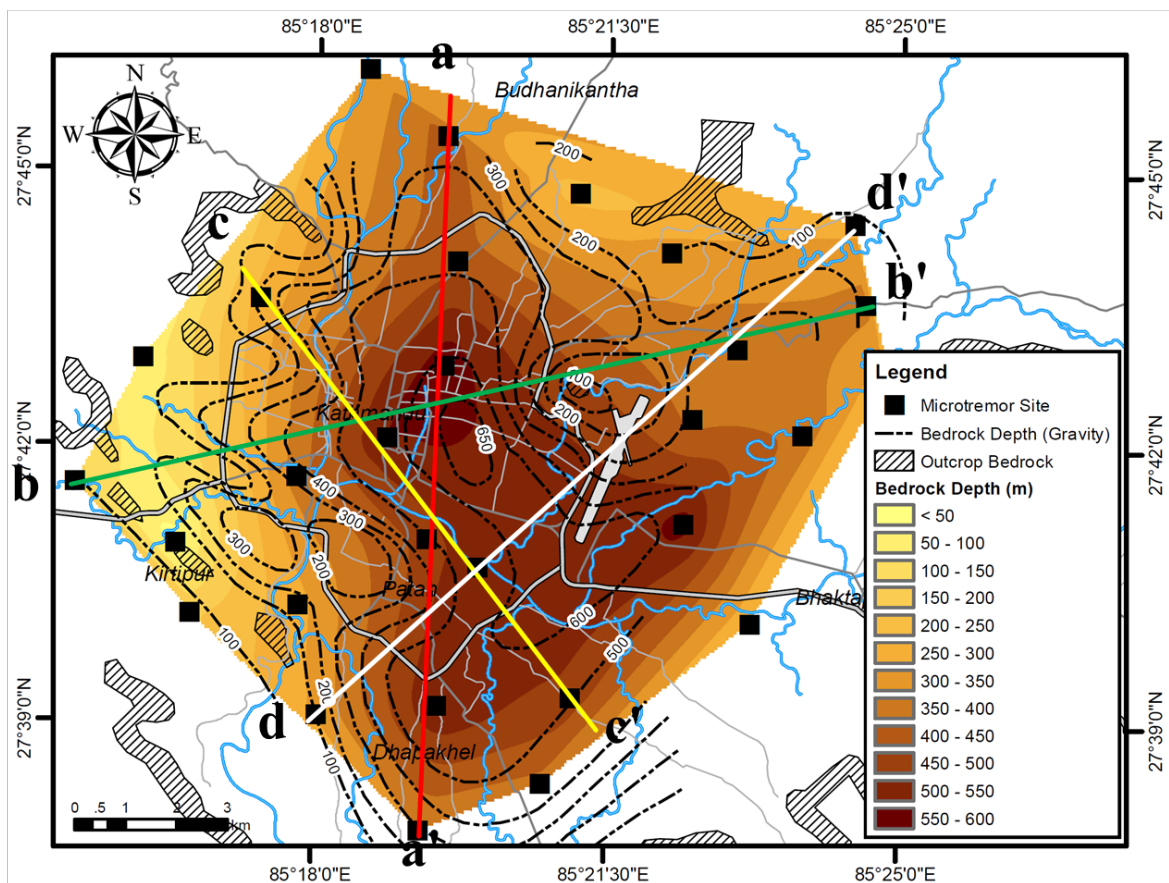 85°18'0"E
85°21'30"E
85°25'0"E
a
Budhanikantha
N
W
E
S
27°45'0"N
27°45'0"N
200
300
c
d'
200
100
b'
Legend
Microtremor Site
Bedrock Depth (Gravity)
Outcrop Bedrock
Bedrock Depth (m)
< 50
50 - 100
100 - 150
150 - 200
200 - 250
250 - 300
300 - 350
350 - 400
400 - 450
450 - 500
500 - 550
550 - 600
100
200
27°42'0"N
27°42'0"N
650
b
400
300
300
200
Kirtipur
600
500
100
27°39'0"N
27°39'0"N
d
c'
Dhapakhel
100
0 .5 1 2 3
km
a'
85°18'0"E
85°21'30"E
85°25'0"E